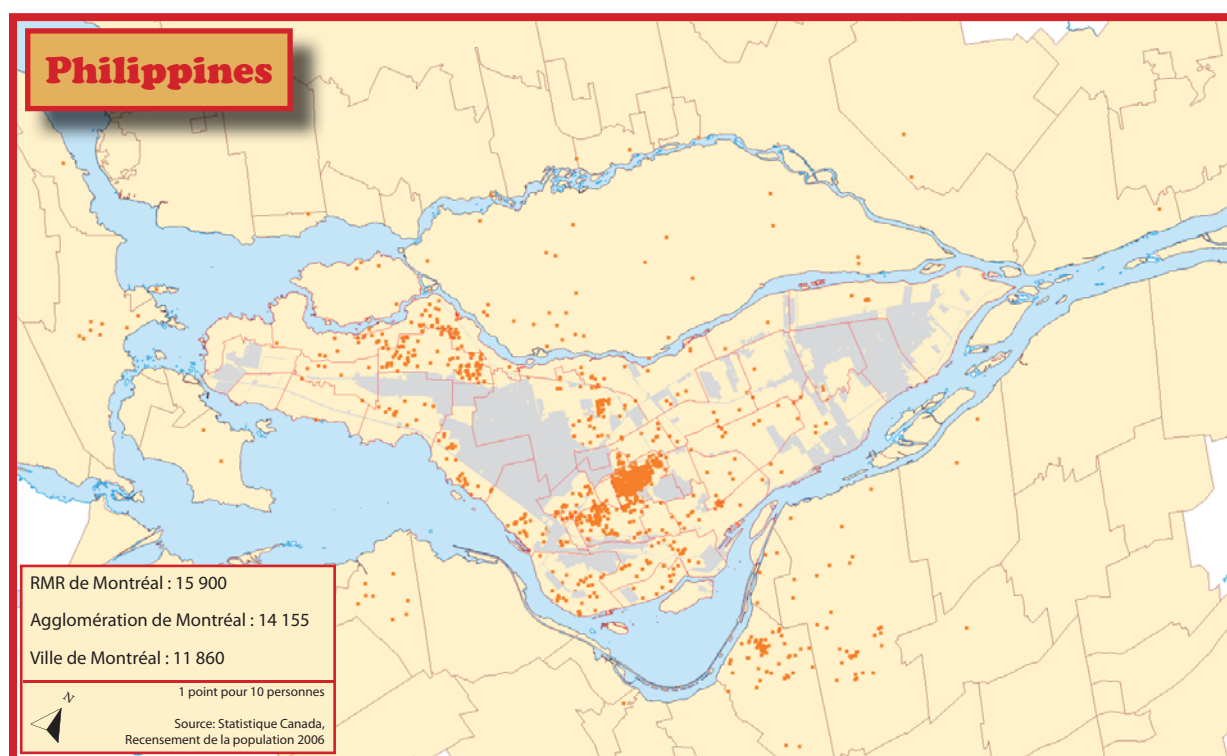 Philippines
RMR de Montréal : 15 900
Agglomération de Montréal : 14 155
Ville de Montréal : 11 860
N
1 point pour 10 personnes
Source: Statistique Canada,
Recensement de la population 2006